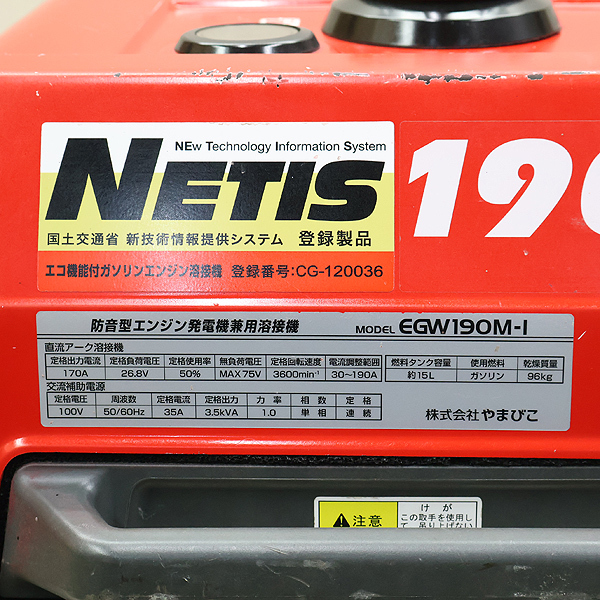 NEw Technology Information System
NETIS
国土交通省 新技術情報提供システム 登録製品
エコ機能付ガソリンエンジン溶接機 登録番号:CG-120036
190
防音型エンジン発電機兼用溶接機 MODEL EGW190M-I
直流アーク溶接機
定格出力電流 定格負荷電圧 定格使用率 無負荷電圧 定格回転速度 電流調整範囲 燃料タンク容量 使用燃料 乾燥質量
170A 26.8V 50% MAX75V 3600min⁻¹ 30~190A 約15L ガソリン 96kg
交流補助電源
定格電圧 周波数 定格電流 定格出力 力率 相数 定格
100V 50/60Hz 35A 3.5kVA 1.0 単相 連続
株式会社 やまびこ
注意
けが
この取手を使用し
て吊り上げない